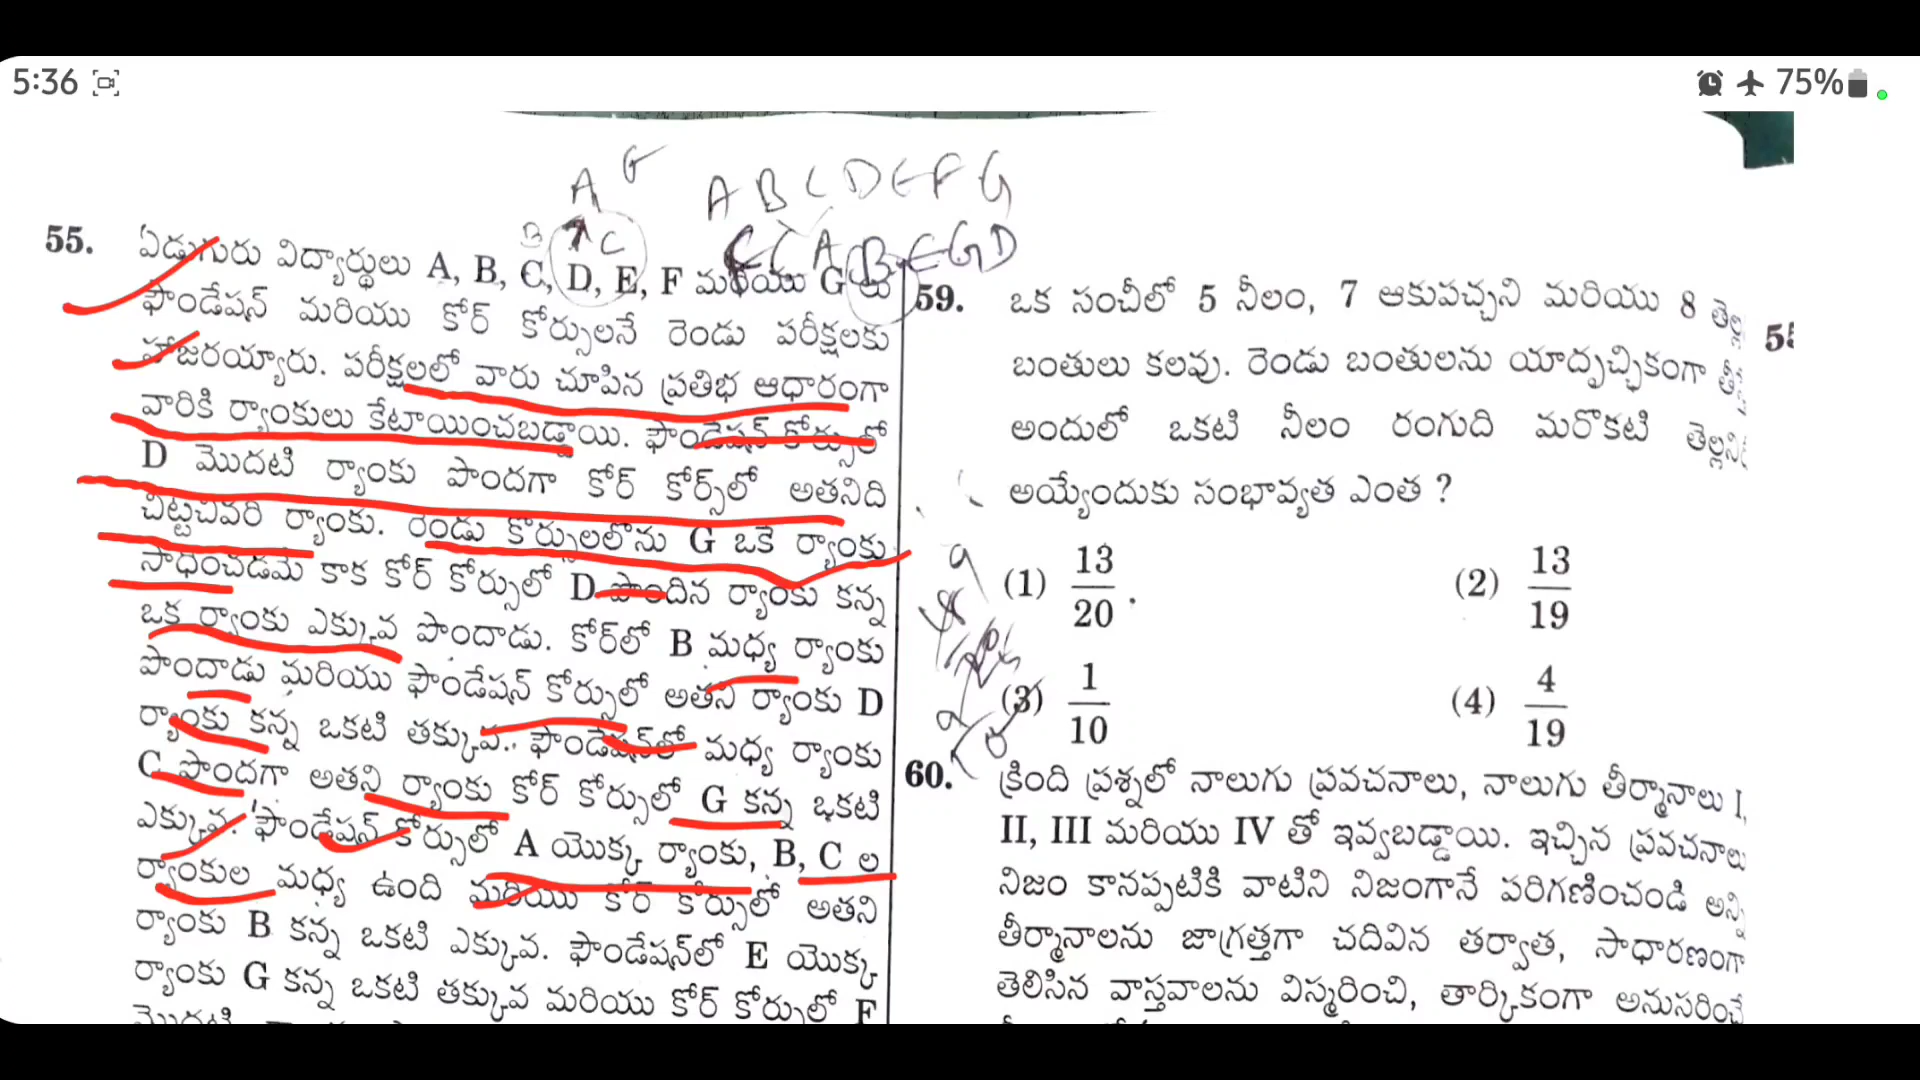 5:36
75%
A G A B C D E F G
55. ఏడుగురు విద్యార్థులు A, B, C, D, E, F మరియు G లు
ఫౌండేషన్ మరియు కోర్ కోర్సులనే రెండు పరీక్షలకు
హాజరయ్యారు. పరీక్షలలో వారు చూపిన ప్రతిభ ఆధారంగా
వారికి ర్యాంకులు కేటాయించబడ్డాయి. ఫౌండేషన్ కోర్సులో
D మొదటి ర్యాంకు పొందగా కోర్ కోర్స్‌లో అతనిది
చిట్టచివరి ర్యాంకు. రెండు కోర్సులలోను G ఒకే ర్యాంకు
సాధించడమే కాక కోర్ కోర్సులో D పొందిన ర్యాంకు కన్న
ఒక ర్యాంకు ఎక్కువ పొందాడు. కోర్‌లో B మధ్య ర్యాంకు
పొందాడు మరియు ఫౌండేషన్ కోర్సులో అతని ర్యాంకు D
ర్యాంకు కన్న ఒకటి తక్కువ. ఫౌండేషన్‌లో మధ్య ర్యాంకు
C పొందగా అతని ర్యాంకు కోర్ కోర్సులో G కన్న ఒకటి
ఎక్కువ. ఫౌండేషన్ కోర్సులో A యొక్క ర్యాంకు, B, C ల
ర్యాంకుల మధ్య ఉంది మరియు కోర్ కోర్సులో అతని
ర్యాంకు B కన్న ఒకటి ఎక్కువ. ఫౌండేషన్‌లో E యొక్క
ర్యాంకు G కన్న ఒకటి తక్కువ మరియు కోర్ కోర్సులో F
మొదటి
59. ఒక సంచీలో 5 నీలం, 7 ఆకుపచ్చని మరియు 8
బంతులు కలవు. రెండు బంతులను యాదృచ్ఛికంగా
అందులో ఒకటి నీలం రంగుది మరొకటి
అయ్యేందుకు సంభావ్యత ఎంత ?
(1) 13/20 . (2) 13/19
(3) 1/10 (4) 4/19
60. క్రింది ప్రశ్నలో నాలుగు ప్రవచనాలు, నాలుగు తీర్మానాలు I,
II, III మరియు IV తో ఇవ్వబడ్డాయి. ఇచ్చిన ప్రవచనాలు
నిజం కానప్పటికి వాటిని నిజంగానే పరిగణించండి అన్ని
తీర్మానాలను జాగ్రత్తగా చదివిన తర్వాత, సాధారణంగా
తెలిసిన వాస్తవాలను విస్మరించి, తార్కికంగా అనుసరించే